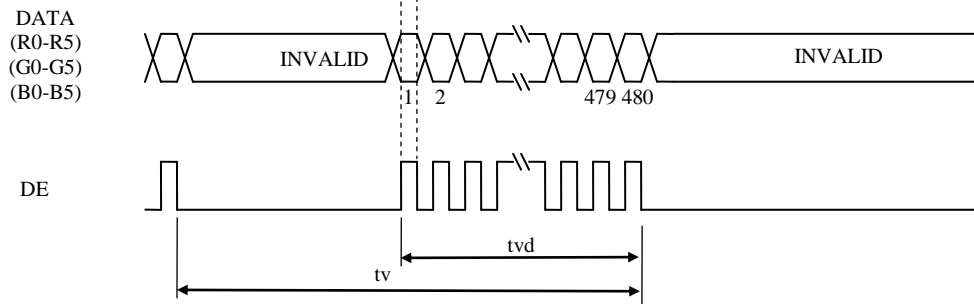 DATA
(R0-R5)
(G0-G5)
(B0-B5)
INVALID
INVALID
1 2 479 480
DE
tvd
tv